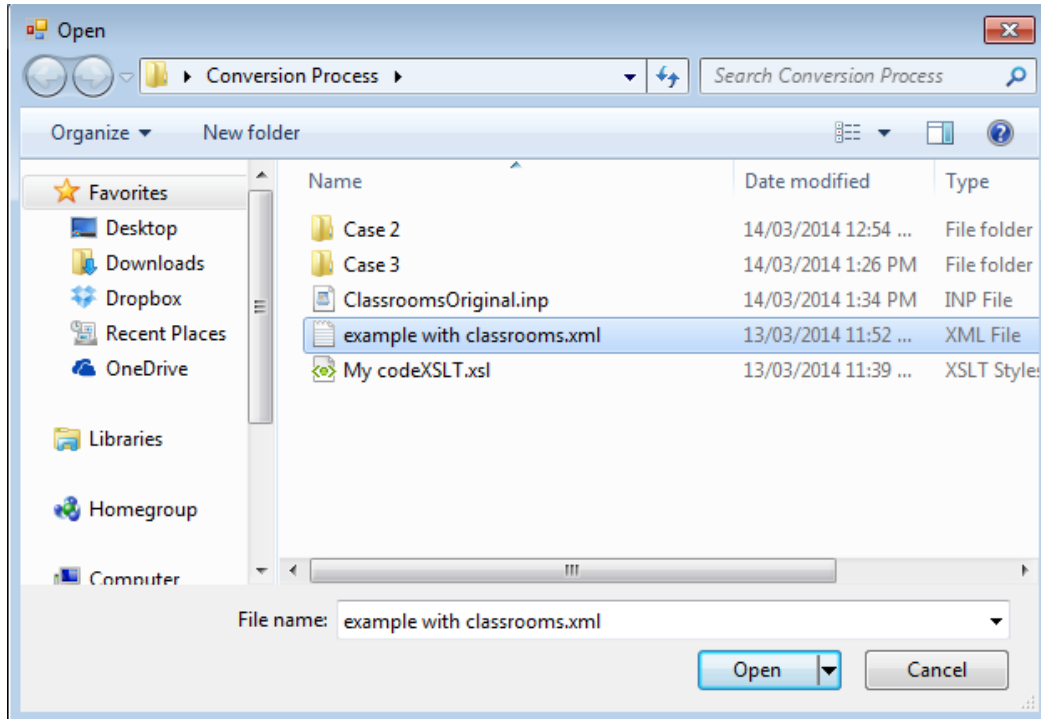 Open
Conversion Process
Search Conversion Process
Organize New folder
Name Date modified Type
Favorites
Desktop
Downloads
Dropbox
Recent Places
OneDrive
Libraries
Homegroup
Computer
Case 2 14/03/2014 12:54 ... File folder
Case 3 14/03/2014 1:26 PM File folder
ClassroomsOriginal.inp 14/03/2014 1:34 PM INP File
example with classrooms.xml 13/03/2014 11:52 ... XML File
My codeXSLT.xsl 13/03/2014 11:39 ... XSLT Styles
File name: example with classrooms.xml
Open Cancel